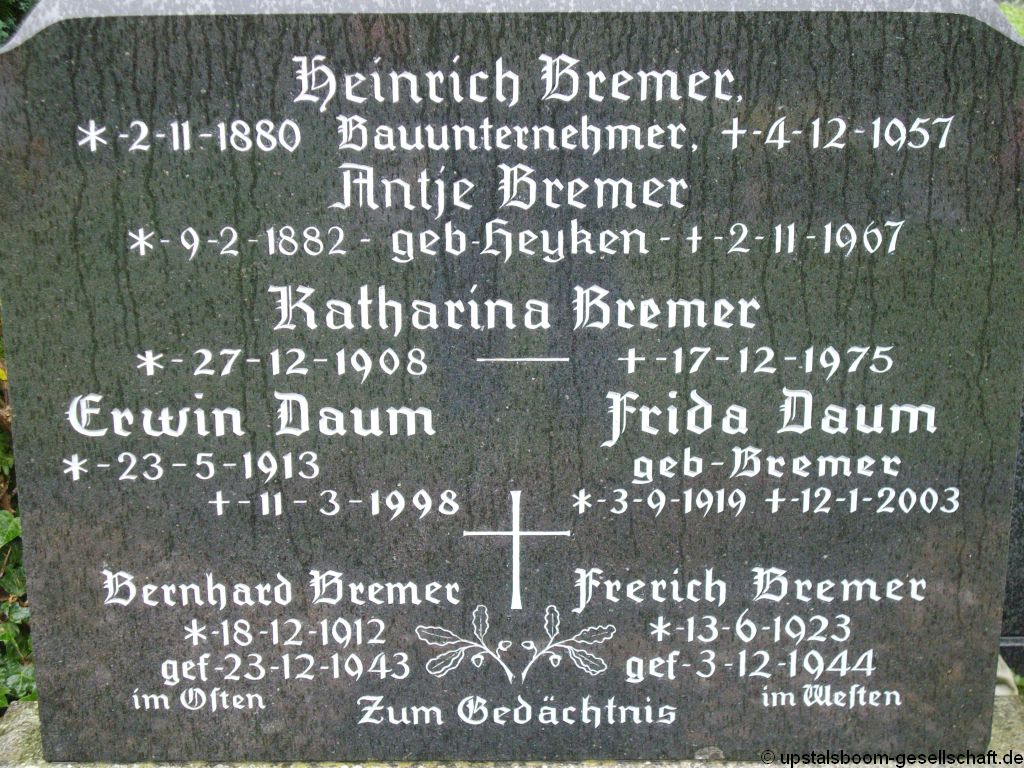 Heinrich Bremer,
*-2-11-1880 Bauunternehmer, †-4-12-1957
Antje Bremer
*-9-2-1882- geb-Heyken-†-2-11-1967
Katharina Bremer
*-27-12-1908 — †-17-12-1975
Erwin Daum
*-23-5-1913
†-11-3-1998
Frida Daum
geb-Bremer
*-3-9-1919 †-12-1-2003
Bernhard Bremer
*-18-12-1912
gef-23-12-1943
im Osten
Frerich Bremer
*-13-6-1923
gef-3-12-1944
im Westen
Zum Gedächtnis
© upstalsboom-gesellschaft.de